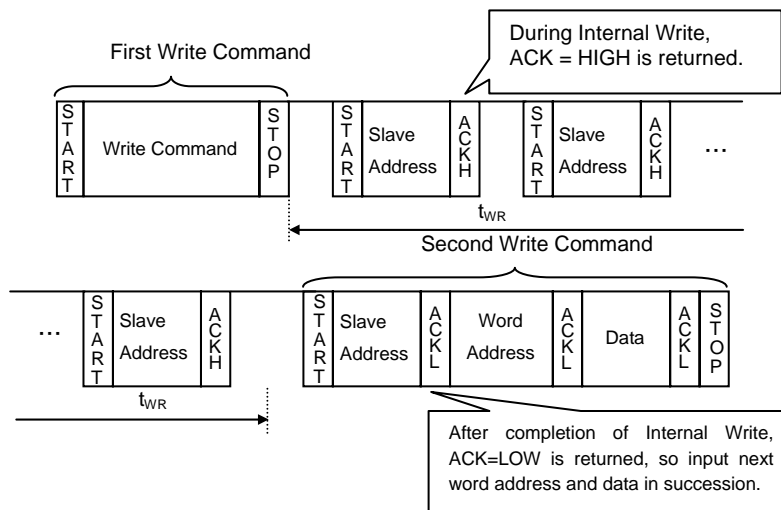 First Write Command
During Internal Write,
ACK = HIGH is returned.
START
Write Command
STOP
START
Slave
Address
ACKH
START
Slave
Address
ACKH
...
tWR
Second Write Command
...
START
Slave
Address
ACKH
START
Slave
Address
ACKL
Word
Address
ACKL
Data
ACKL
STOP
tWR
After completion of Internal Write,
ACK=LOW is returned, so input next
word address and data in succession.